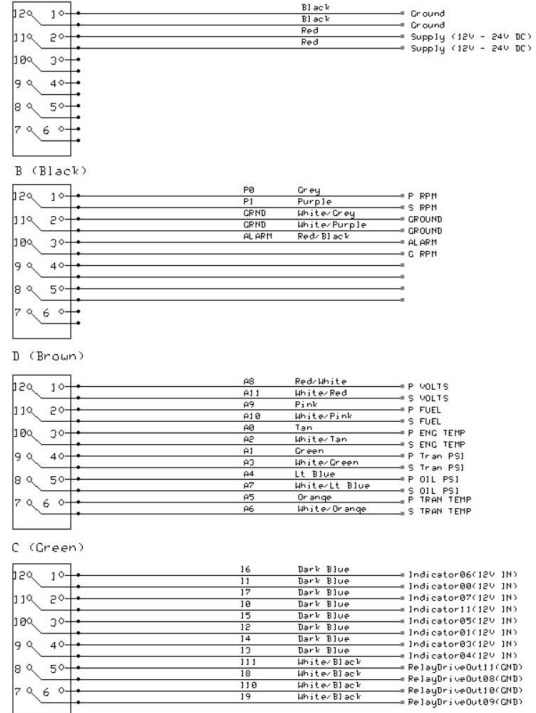 12 1 Black Ground
Black Ground
11 2 Red Supply (12V - 24V DC)
Red Supply (12V - 24V DC)
10 3
9 4
8 5
7 6
B (Black)
12 1 P0 Grey P RPM
P1 Purple S RPM
11 2 GRND White/Grey GROUND
GRND White/Purple GROUND
10 3 ALARM Red/Black ALARM
G RPM
9 4
8 5
7 6
D (Brown)
12 1 A8 Red/White P VOLTS
A11 White/Red S VOLTS
11 2 A9 Pink P FUEL
A10 White/Pink S FUEL
10 3 A0 Tan P ENG TEMP
A2 White/Tan S ENG TEMP
9 4 A1 Green P Tran PSI
A3 White/Green S Tran PSI
8 5 A4 Lt Blue P OIL PSI
A7 White/Lt Blue S OIL PSI
7 6 A5 Orange P TRAN TEMP
A6 White/Orange S TRAN TEMP
C (Green)
12 1 I6 Dark Blue Indicator06(12V IN)
I1 Dark Blue Indicator00(12V IN)
11 2 I7 Dark Blue Indicator07(12V IN)
I0 Dark Blue Indicator11(12V IN)
10 3 I5 Dark Blue Indicator05(12V IN)
I2 Dark Blue Indicator01(12V IN)
9 4 I4 Dark Blue Indicator03(12V IN)
I3 Dark Blue Indicator04(12V IN)
8 5 I11 White/Black RelayDriveOut11(GND)
I8 White/Black RelayDriveOut08(GND)
7 6 I10 White/Black RelayDriveOut10(GND)
I9 White/Black RelayDriveOut09(GND)